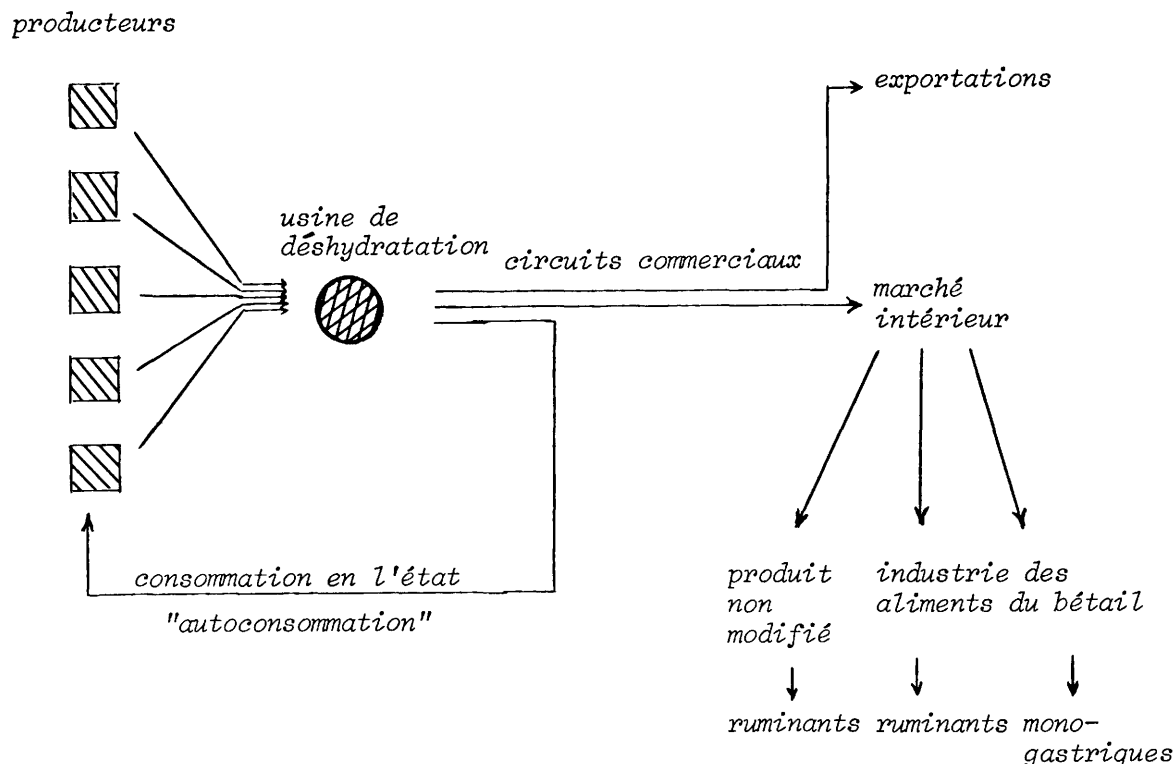 producteurs
exportations
usine de
déshydratation
circuits commerciaux
marché
intérieur
consommation en l'état
"autoconsommation"
produit
non
modifié
industrie des
aliments du bétail
ruminants
ruminants
mono-
gastriques